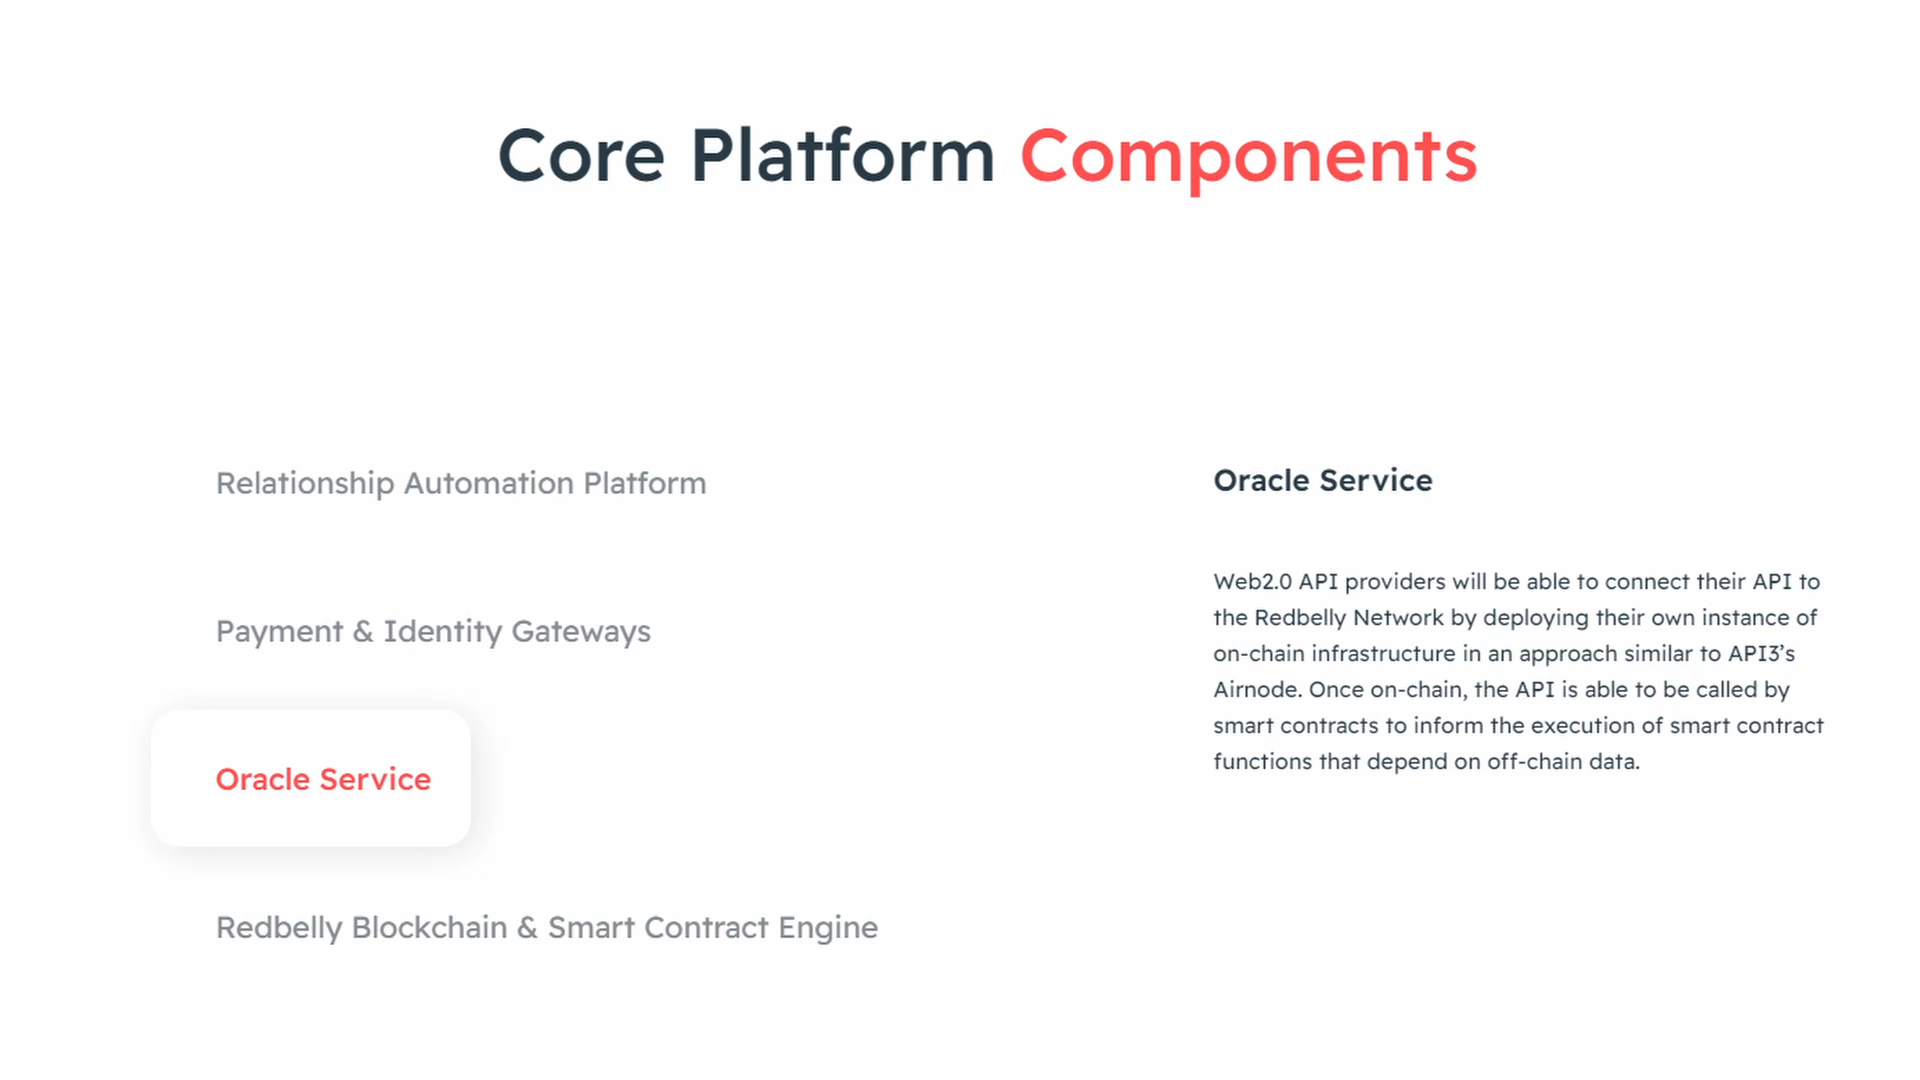 Core Platform Components
Relationship Automation Platform
Payment & Identity Gateways
Oracle Service
Redbelly Blockchain & Smart Contract Engine
Oracle Service
Web2.0 API providers will be able to connect their API to
the Redbelly Network by deploying their own instance of
on-chain infrastructure in an approach similar to API3’s
Airnode. Once on-chain, the API is able to be called by
smart contracts to inform the execution of smart contract
functions that depend on off-chain data.